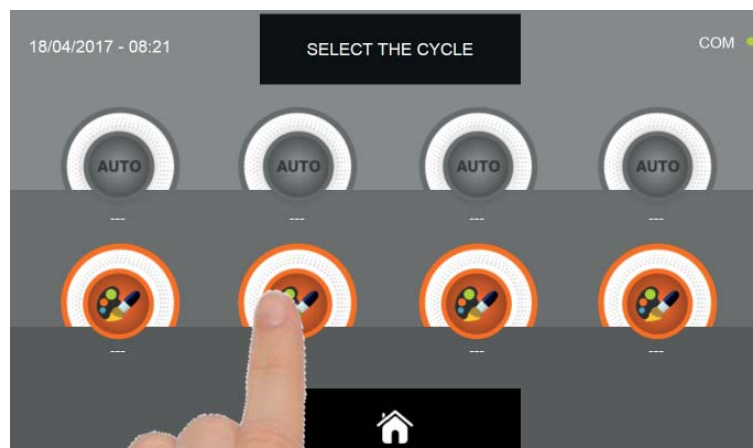 18/04/2017 - 08:21
SELECT THE CYCLE
COM
AUTO
AUTO
AUTO
AUTO
---
---
---
---
---
---
---